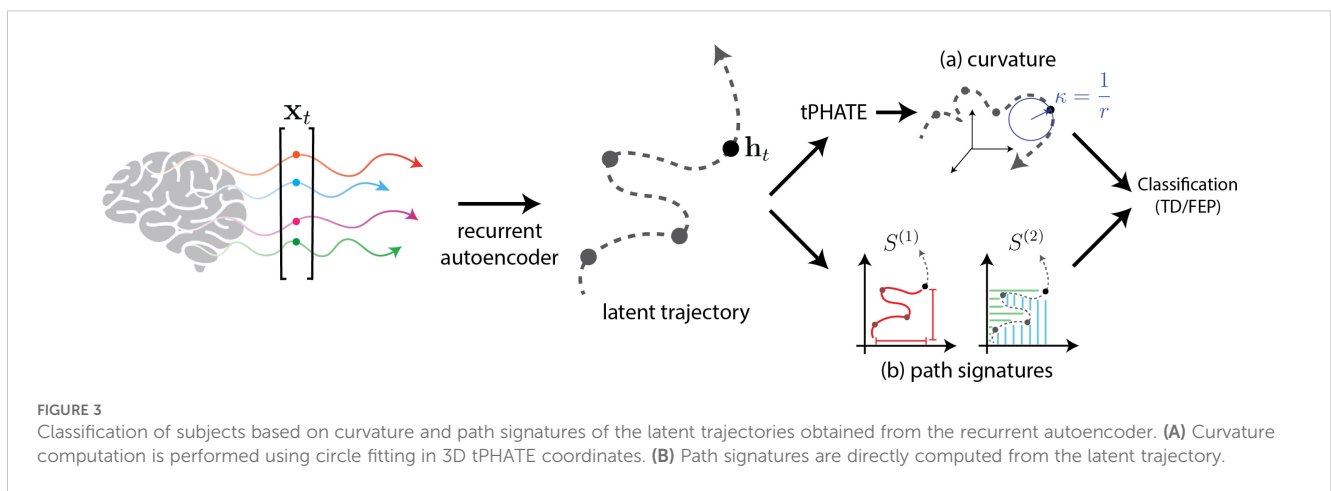 x_t
recurrent
autoencoder
h_t
latent trajectory
tPHATE
(a) curvature
κ = 1/r
S^(1)
S^(2)
(b) path signatures
Classification
(TD/FEP)
FIGURE 3
Classification of subjects based on curvature and path signatures of the latent trajectories obtained from the recurrent autoencoder. (A) Curvature
computation is performed using circle fitting in 3D tPHATE coordinates. (B) Path signatures are directly computed from the latent trajectory.